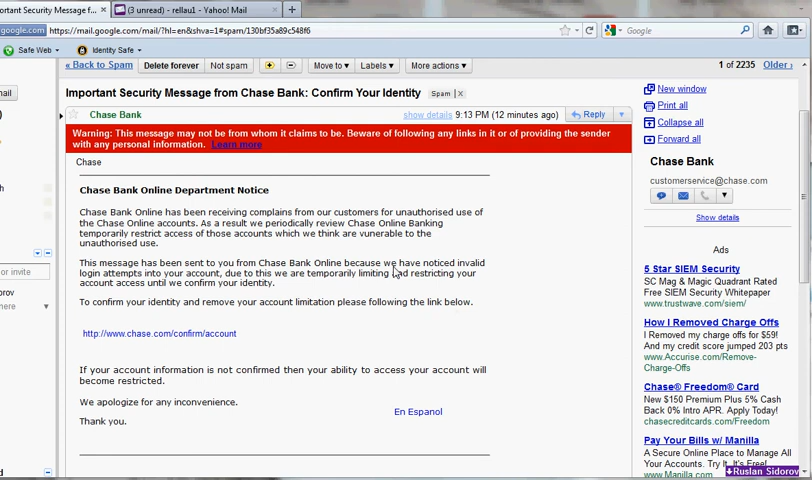 mportant Security Message f...
(3 unread) - rellau1 - Yahoo! Mail
google.com
https://mail.google.com/mail/?hl=en&shva=1#spam/130bf35a89c548f6
Google
Safe Web
Identity Safe
« Back to Spam
Delete forever
Not spam
Move to
Labels
More actions
1 of 2235
Older ›
Important Security Message from Chase Bank: Confirm Your Identity
Spam
X
Chase Bank
show details
9:13 PM (12 minutes ago)
Reply
Warning: This message may not be from whom it claims to be. Beware of following any links in it or of providing the sender
with any personal information. Learn more
Chase
Chase Bank Online Department Notice
Chase Bank Online has been receiving complains from our customers for unauthorised use of
the Chase Online accounts. As a result we periodically review Chase Online Banking
temporarily restrict access of those accounts which we think are vunerable to the
unauthorised use.
This message has been sent to you from Chase Bank Online because we have noticed invalid
login attempts into your account, due to this we are temporarily limiting and restricting your
account access until we confirm your identity.
To confirm your identity and remove your account limitation please following the link below.
http://www.chase.com/confirm/account
If your account information is not confirmed then your ability to access your account will
become restricted.
We apologize for any inconvenience.
En Espanol
Thank you.
ail
or invite
orov
here
New window
Print all
Collapse all
Forward all
Chase Bank
customerservice@chase.com
Show details
Ads
5 Star SIEM Security
SC Mag & Magic Quadrant Rated
Free SIEM Security Whitepaper
www.trustwave.com/siem/
How I Removed Charge Offs
I Removed my charge offs for $59!
And my credit score jumped 203 pts
www.Accurise.com/Remove-
Charge-Offs
Chase® Freedom® Card
New $150 Premium Plus 5% Cash
Back 0% Intro APR. Apply Today!
chasecreditcards.com/Freedom
Pay Your Bills w/ Manilla
A Secure Online Place to Manage All
Your Accounts. Try It, It's Free!
www.Manilla.com
Ruslan Sidorov